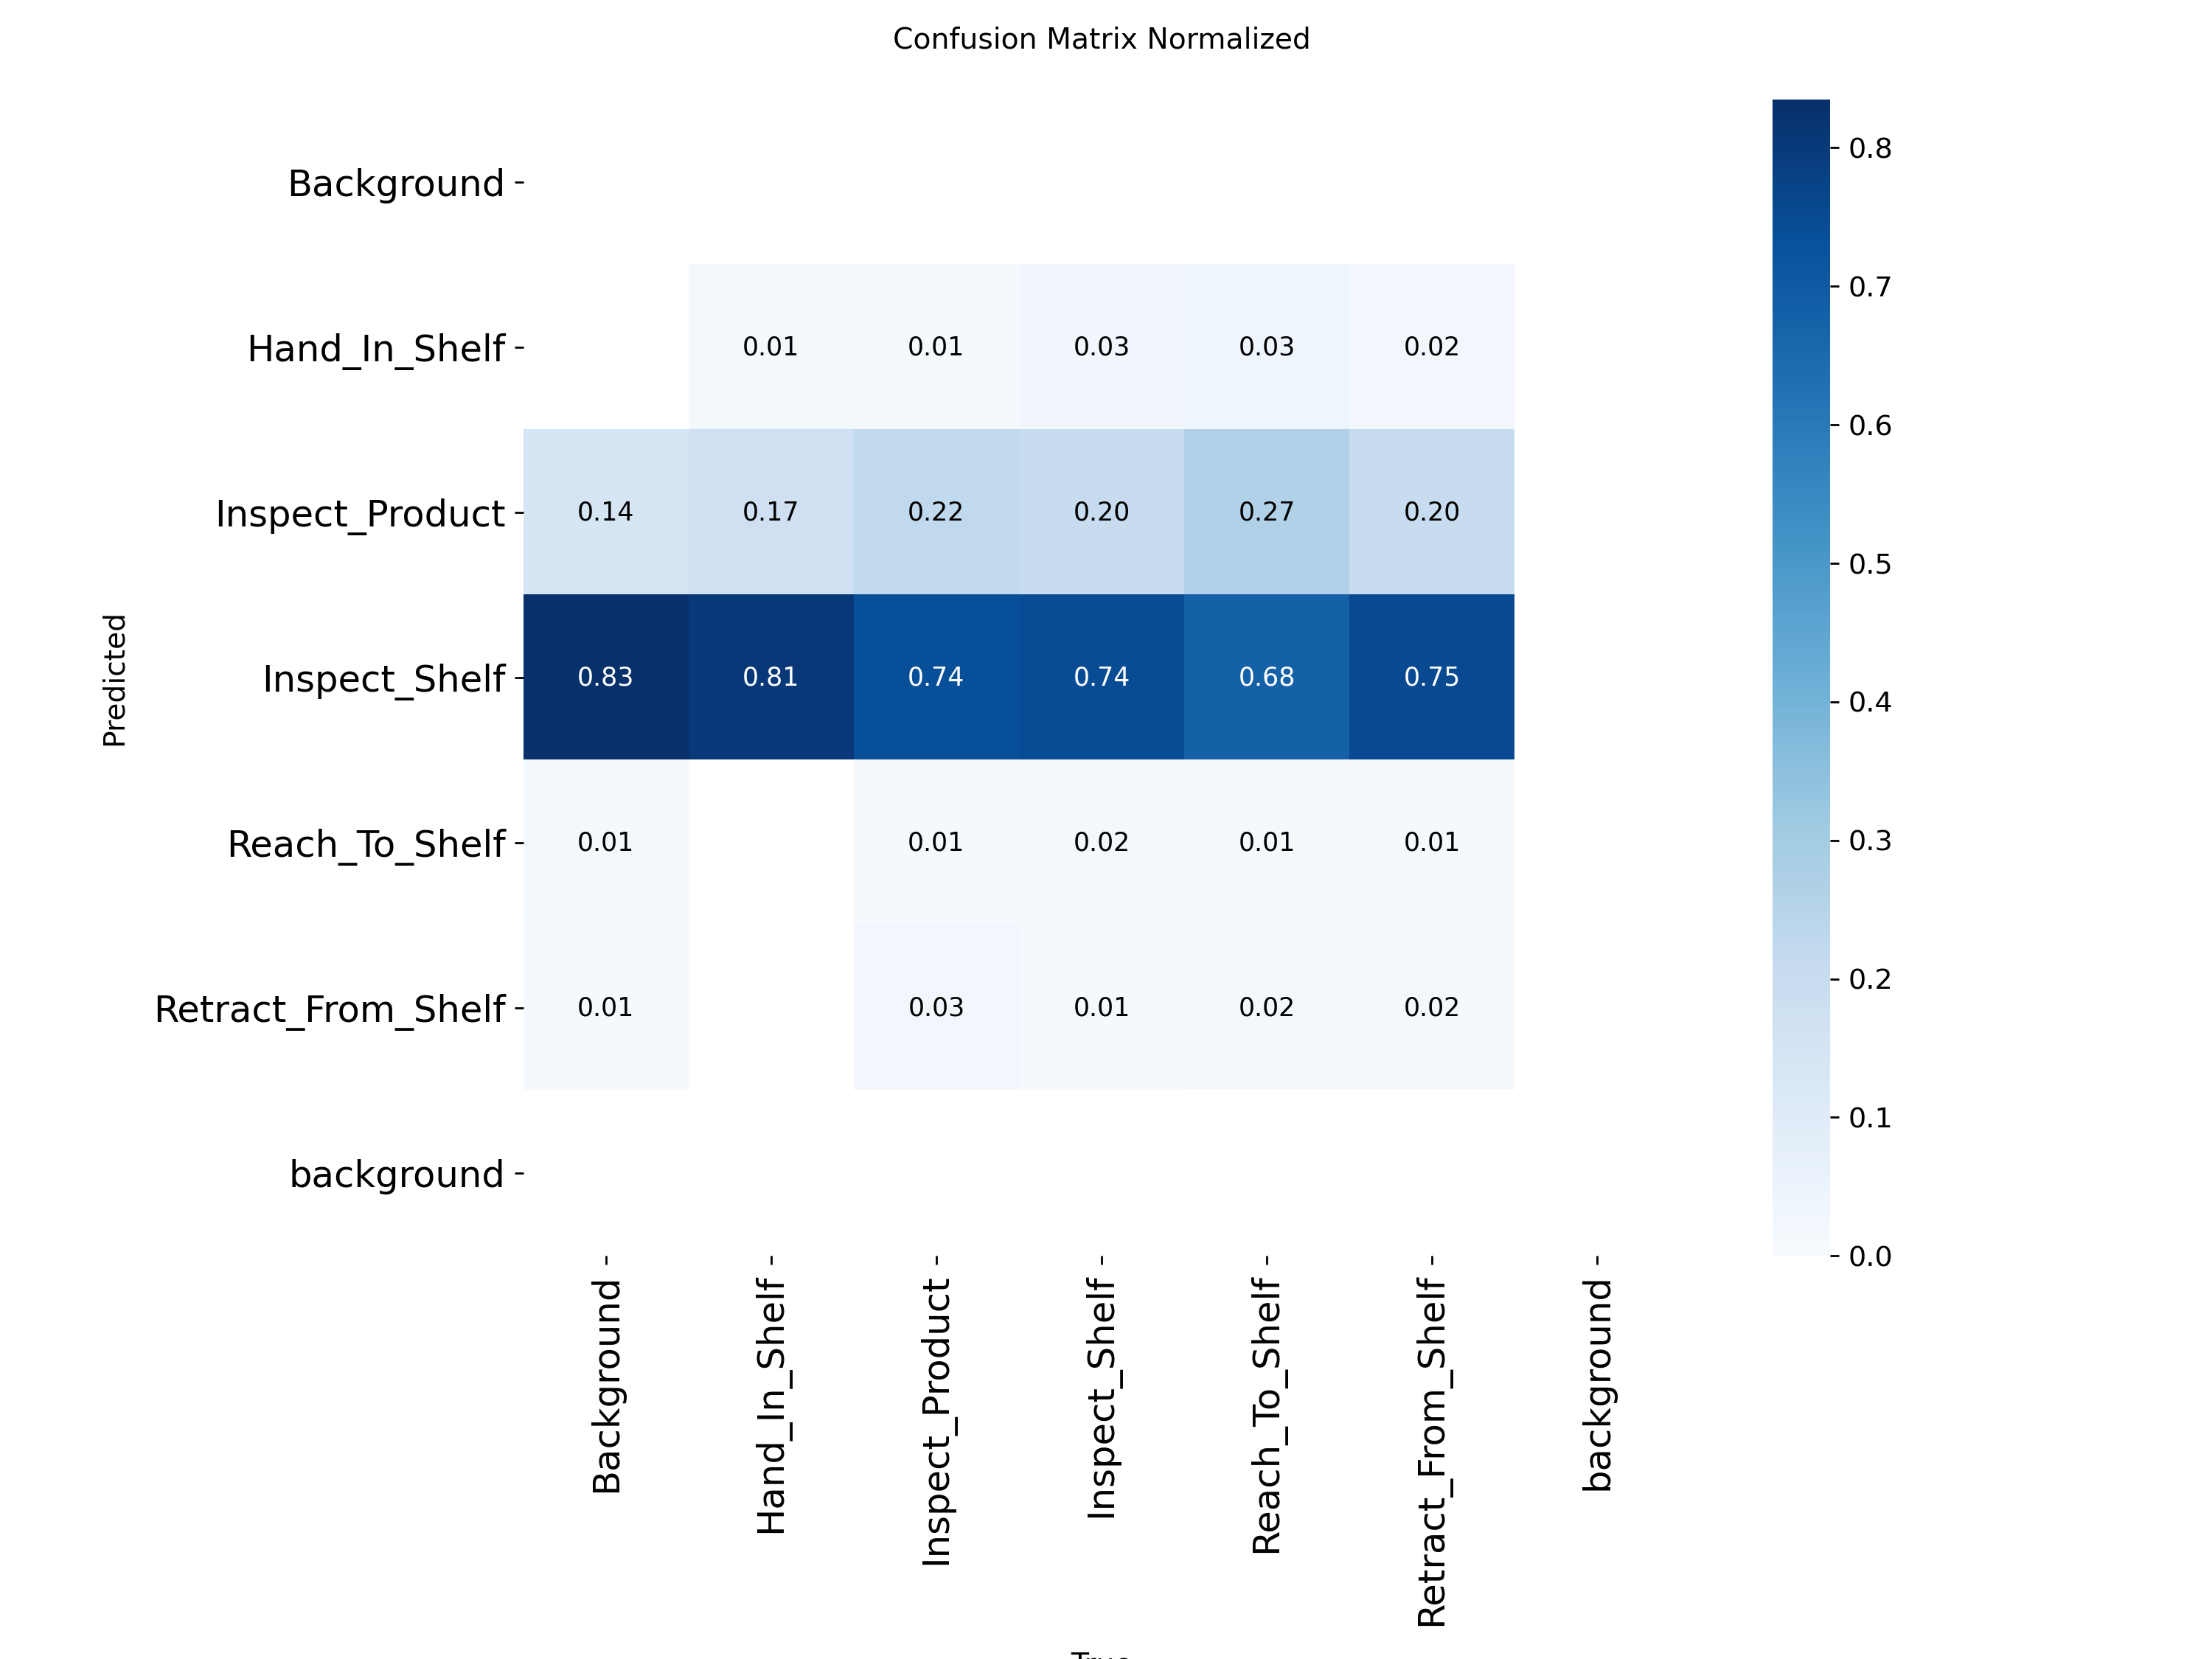 Confusion Matrix Normalized
Background
Hand_In_Shelf
0.01 0.01 0.03 0.03 0.02
Inspect_Product
0.14 0.17 0.22 0.20 0.27 0.20
Inspect_Shelf
0.83 0.81 0.74 0.74 0.68 0.75
Reach_To_Shelf
0.01 0.01 0.02 0.01 0.01
Retract_From_Shelf
0.01 0.03 0.01 0.02 0.02
background
Predicted
0.8
0.7
0.6
0.5
0.4
0.3
0.2
0.1
0.0
Background
Hand_In_Shelf
Inspect_Product
Inspect_Shelf
Reach_To_Shelf
Retract_From_Shelf
background
True